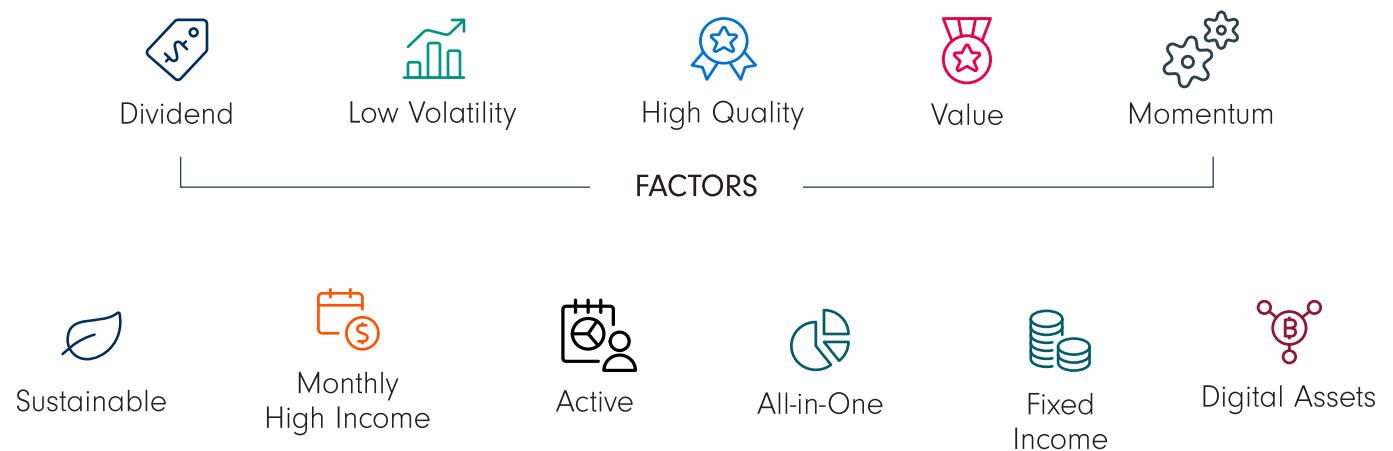 Dividend
Low Volatility
High Quality
Value
Momentum
FACTORS
Sustainable
Monthly
High Income
Active
All-in-One
Fixed
Income
Digital Assets